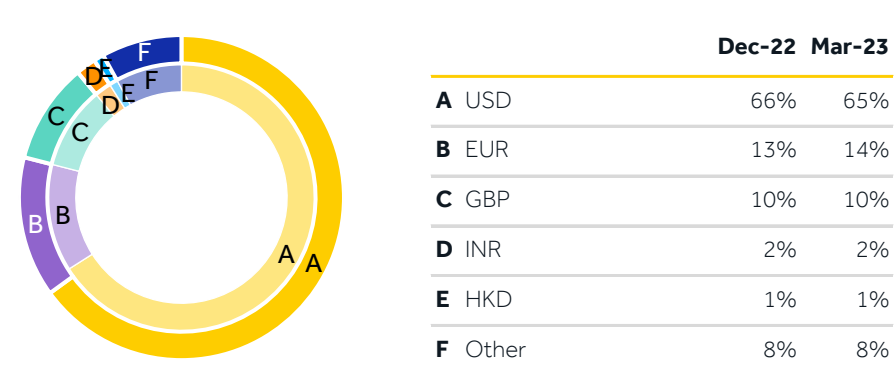 F
D
E
E
F
D
C
C
B
B
A
A
Dec-22 Mar-23
A USD 66% 65%
B EUR 13% 14%
C GBP 10% 10%
D INR 2% 2%
E HKD 1% 1%
F Other 8% 8%